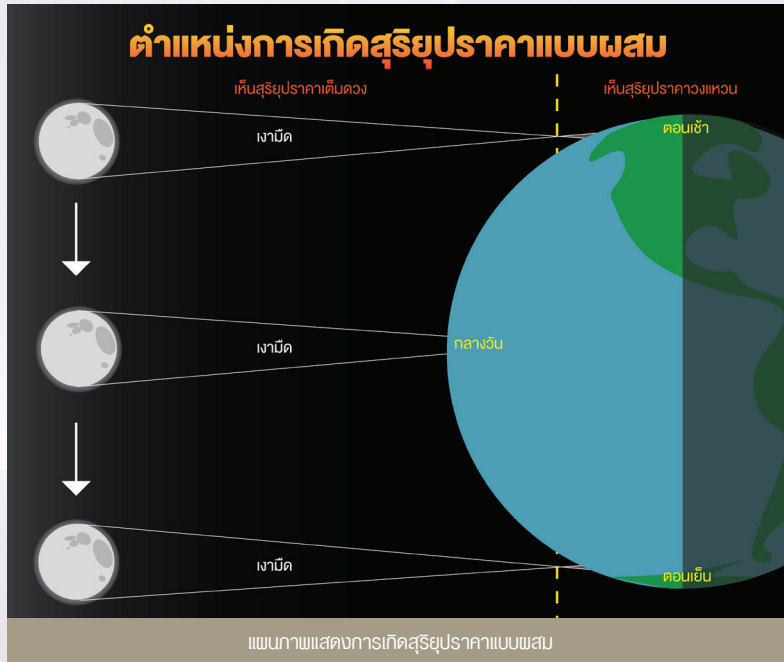 ตำแหน่งการเกิดสุริยุปราคาแบบผสม
เห็นสุริยุปราคาเต็มดวง
เห็นสุริยุปราคาวงแหวน
ตอนเช้า
เงามืด
กลางวัน
เงามืด
เงามืด
ตอนเย็น
แผนภาพแสดงการเกิดสุริยุปราคาแบบผสม